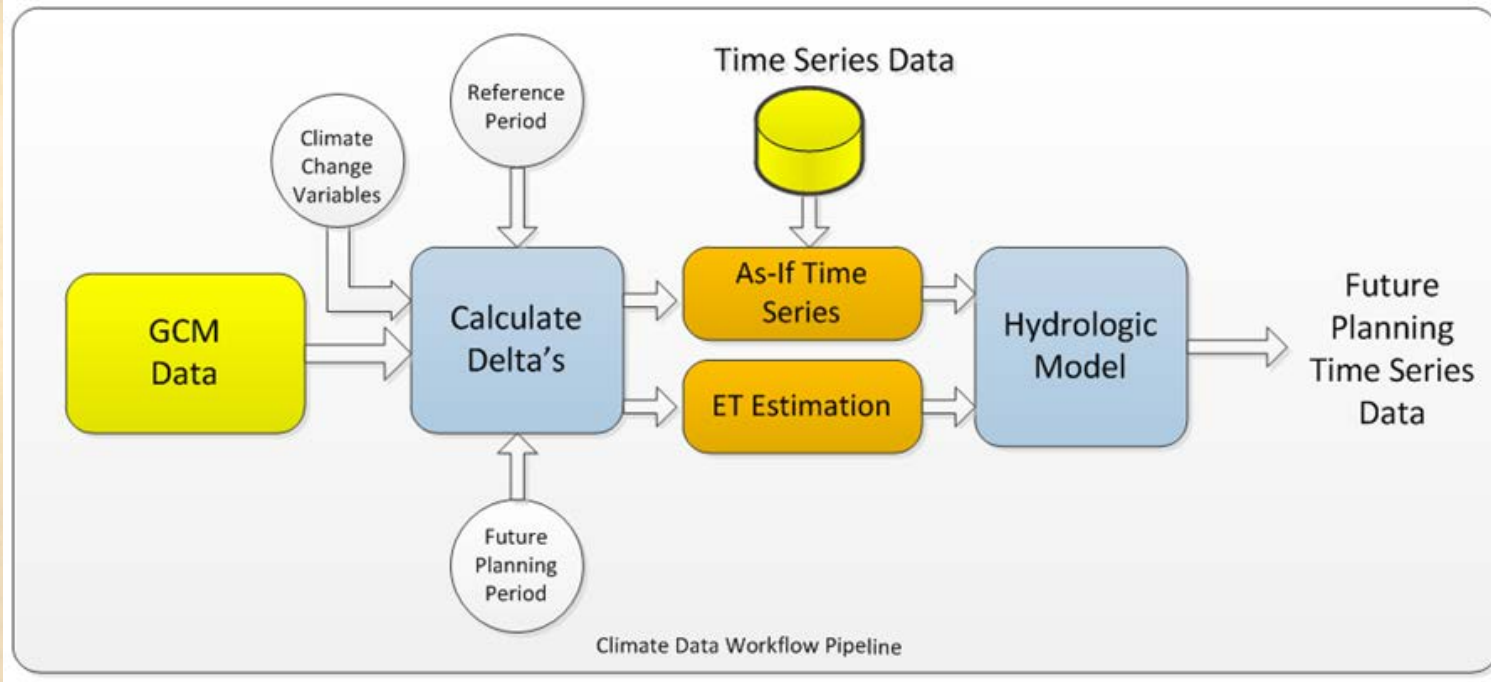 Time Series Data
Reference
Period
Climate
Change
Variables
GCM
Data
Calculate
Delta's
As-If Time
Series
ET Estimation
Hydrologic
Model
Future
Planning
Time Series
Data
Future
Planning
Period
Climate Data Workflow Pipeline